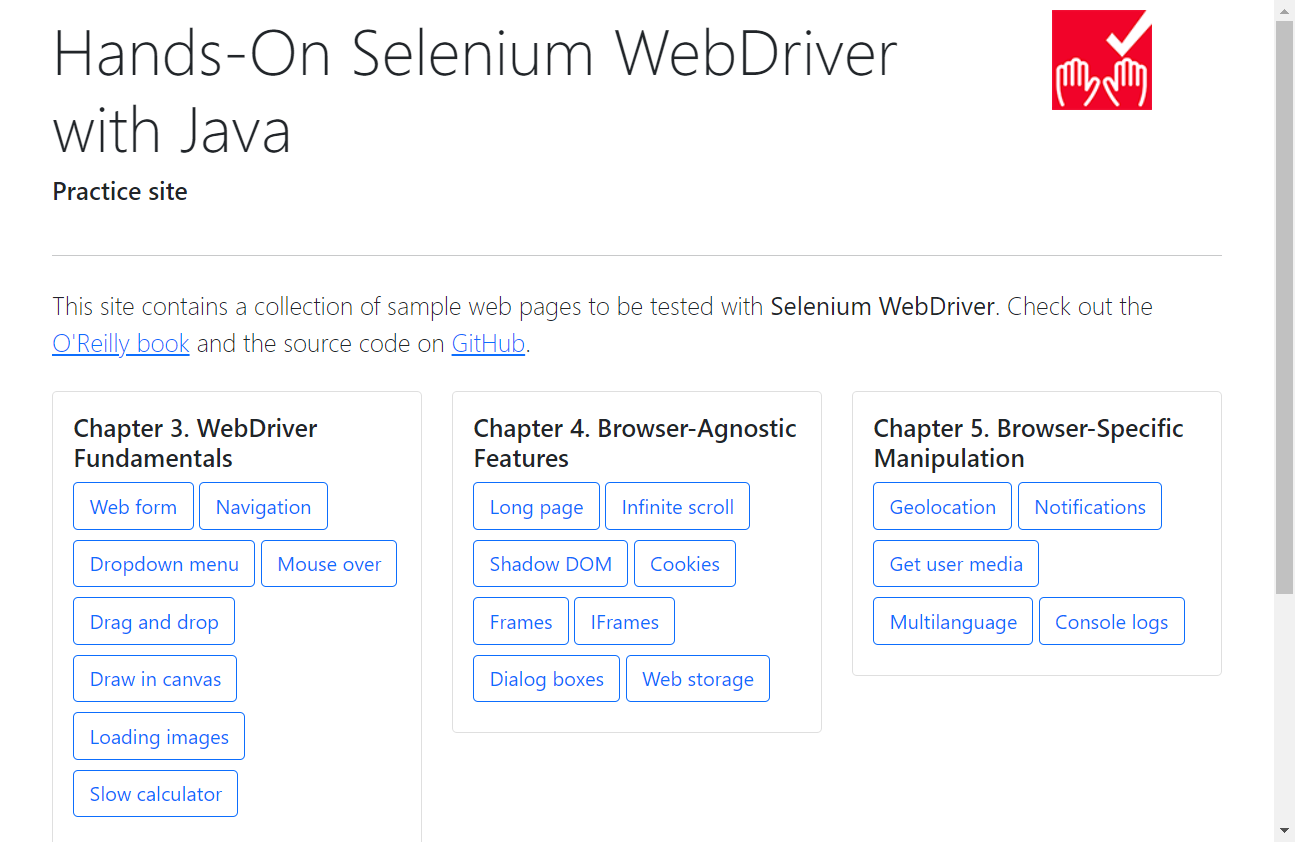 Hands-On Selenium WebDriver
with Java
Practice site
This site contains a collection of sample web pages to be tested with Selenium WebDriver. Check out the
O'Reilly book and the source code on GitHub.
Chapter 3. WebDriver
Fundamentals
Web form Navigation
Dropdown menu Mouse over
Drag and drop
Draw in canvas
Loading images
Slow calculator
Chapter 4. Browser-Agnostic
Features
Long page Infinite scroll
Shadow DOM Cookies
Frames IFrames
Dialog boxes Web storage
Chapter 5. Browser-Specific
Manipulation
Geolocation Notifications
Get user media
Multilanguage Console logs